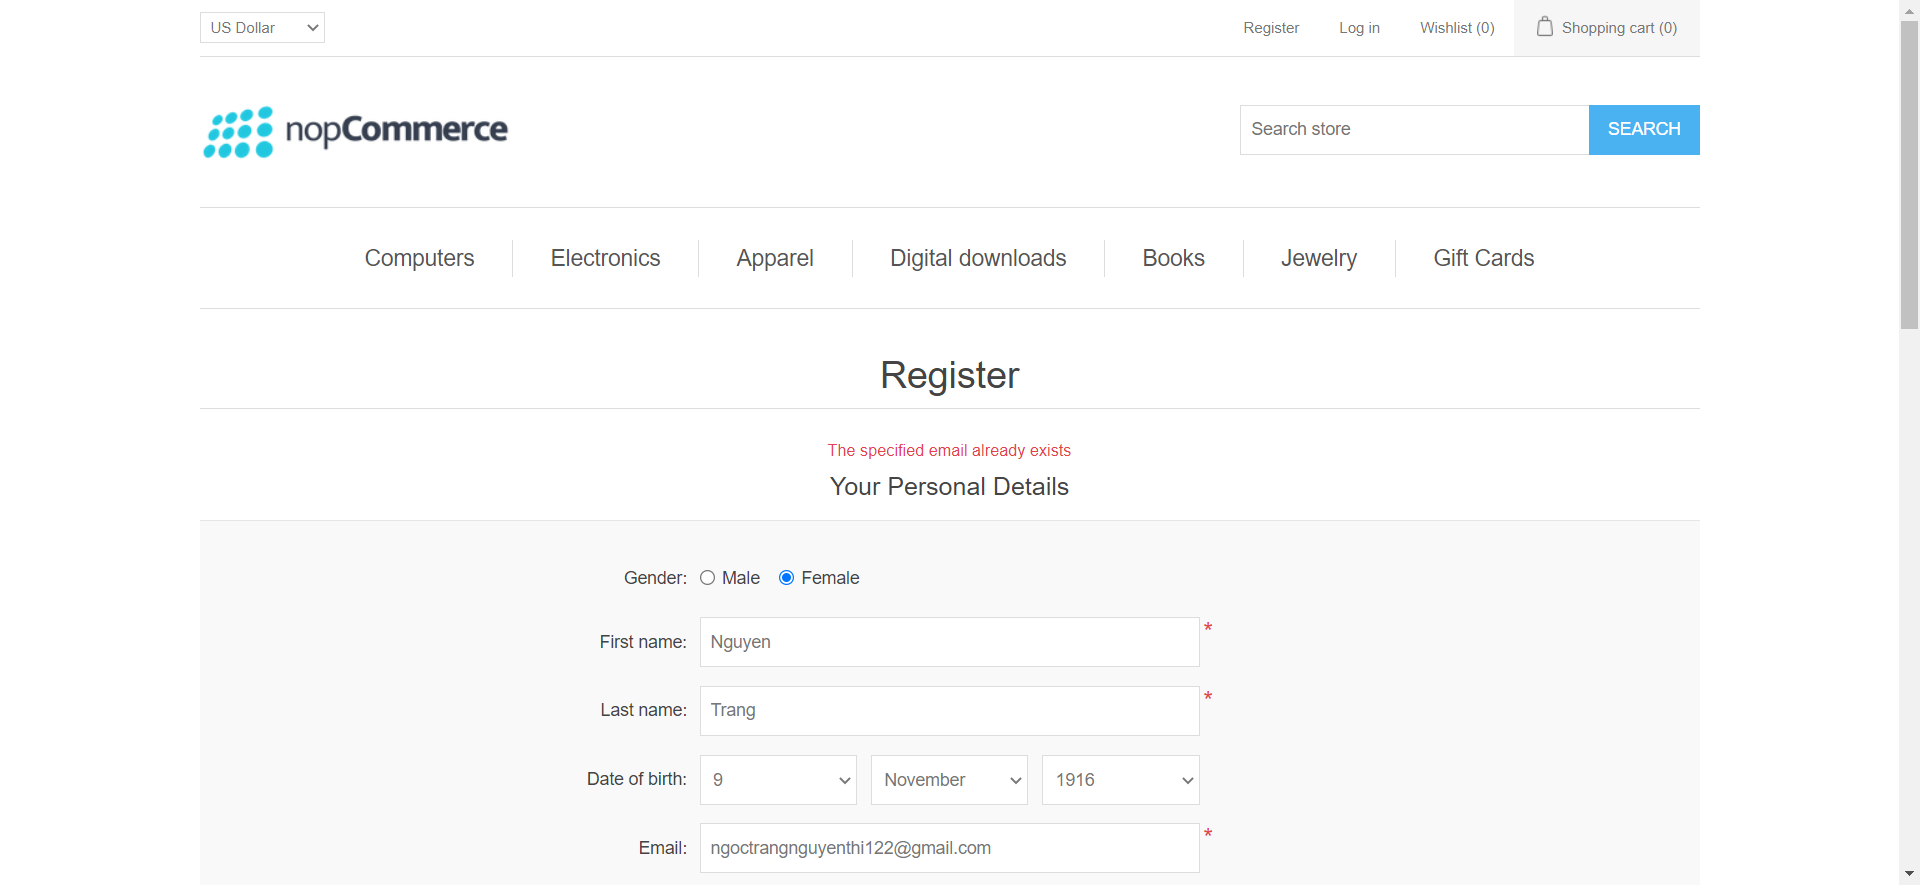 US Dollar
Register
Log in
Wishlist (0)
Shopping cart (0)
nopCommerce
Search store
SEARCH
Computers
Electronics
Apparel
Digital downloads
Books
Jewelry
Gift Cards
Register
The specified email already exists
Your Personal Details
Gender: Male Female
First name: Nguyen *
Last name: Trang *
Date of birth: 9 November 1916
Email: ngoctrangnguyenthi122@gmail.com *